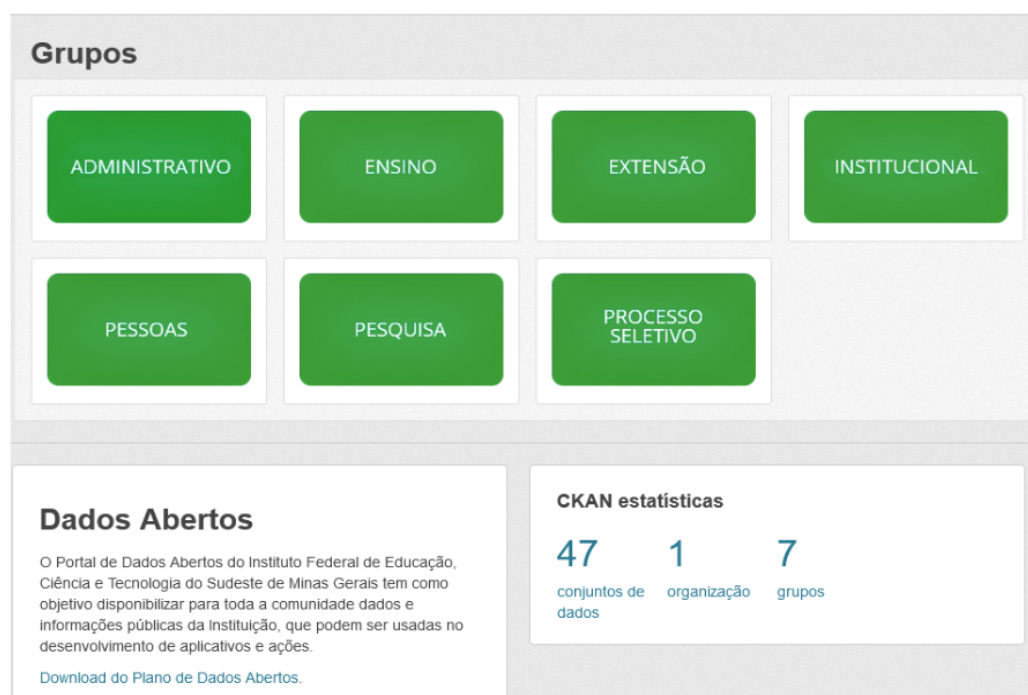 Grupos
ADMINISTRATIVO
ENSINO
EXTENSÃO
INSTITUCIONAL
PESSOAS
PESQUISA
PROCESSO
SELETIVO
Dados Abertos
O Portal de Dados Abertos do Instituto Federal de Educação,
Ciência e Tecnologia do Sudeste de Minas Gerais tem como
objetivo disponibilizar para toda a comunidade dados e
informações públicas da Instituição, que podem ser usadas no
desenvolvimento de aplicativos e ações.
Download do Plano de Dados Abertos.
CKAN estatísticas
47
conjuntos de
dados
1
organização
7
grupos